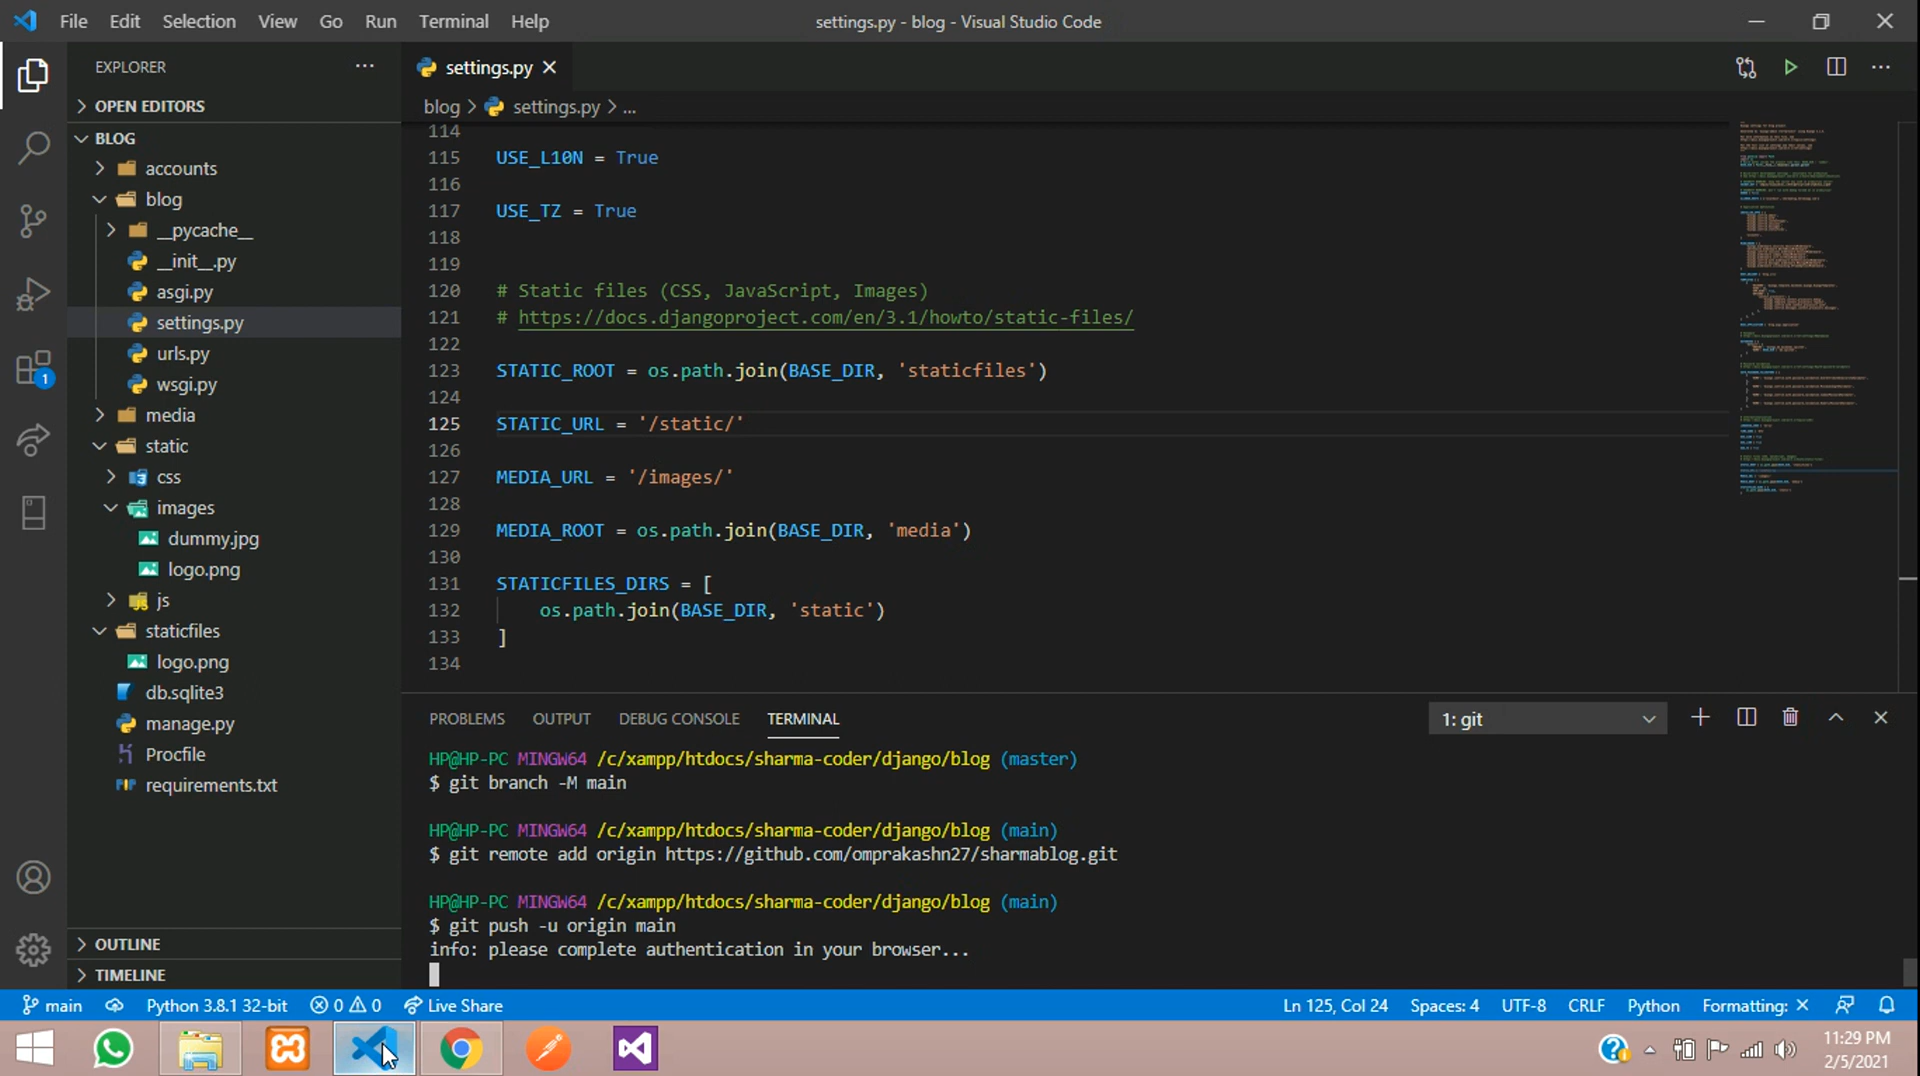 File Edit Selection View Go Run Terminal Help
settings.py - blog - Visual Studio Code
EXPLORER
OPEN EDITORS
BLOG
accounts
blog
__pycache__
__init__.py
asgi.py
settings.py
urls.py
wsgi.py
media
static
css
images
dummy.jpg
logo.png
js
staticfiles
logo.png
db.sqlite3
manage.py
Procfile
requirements.txt
OUTLINE
TIMELINE
1
settings.py
blog > settings.py > ...
114
115 USE_L10N = True
116
117 USE_TZ = True
118
119
120 # Static files (CSS, JavaScript, Images)
121 # https://docs.djangoproject.com/en/3.1/howto/static-files/
122
123 STATIC_ROOT = os.path.join(BASE_DIR, 'staticfiles')
124
125 STATIC_URL = '/static/'
126
127 MEDIA_URL = '/images/'
128
129 MEDIA_ROOT = os.path.join(BASE_DIR, 'media')
130
131 STATICFILES_DIRS = [
132 os.path.join(BASE_DIR, 'static')
133 ]
134
PROBLEMS OUTPUT DEBUG CONSOLE TERMINAL
1: git
HP@HP-PC MINGW64 /c/xampp/htdocs/sharma-coder/django/blog (master)
$ git branch -M main
HP@HP-PC MINGW64 /c/xampp/htdocs/sharma-coder/django/blog (main)
$ git remote add origin https://github.com/omprakashn27/sharmablog.git
HP@HP-PC MINGW64 /c/xampp/htdocs/sharma-coder/django/blog (main)
$ git push -u origin main
info: please complete authentication in your browser...
main Python 3.8.1 32-bit 0 0 Live Share
Ln 125, Col 24 Spaces: 4 UTF-8 CRLF Python Formatting: ×
11:29 PM
2/5/2021